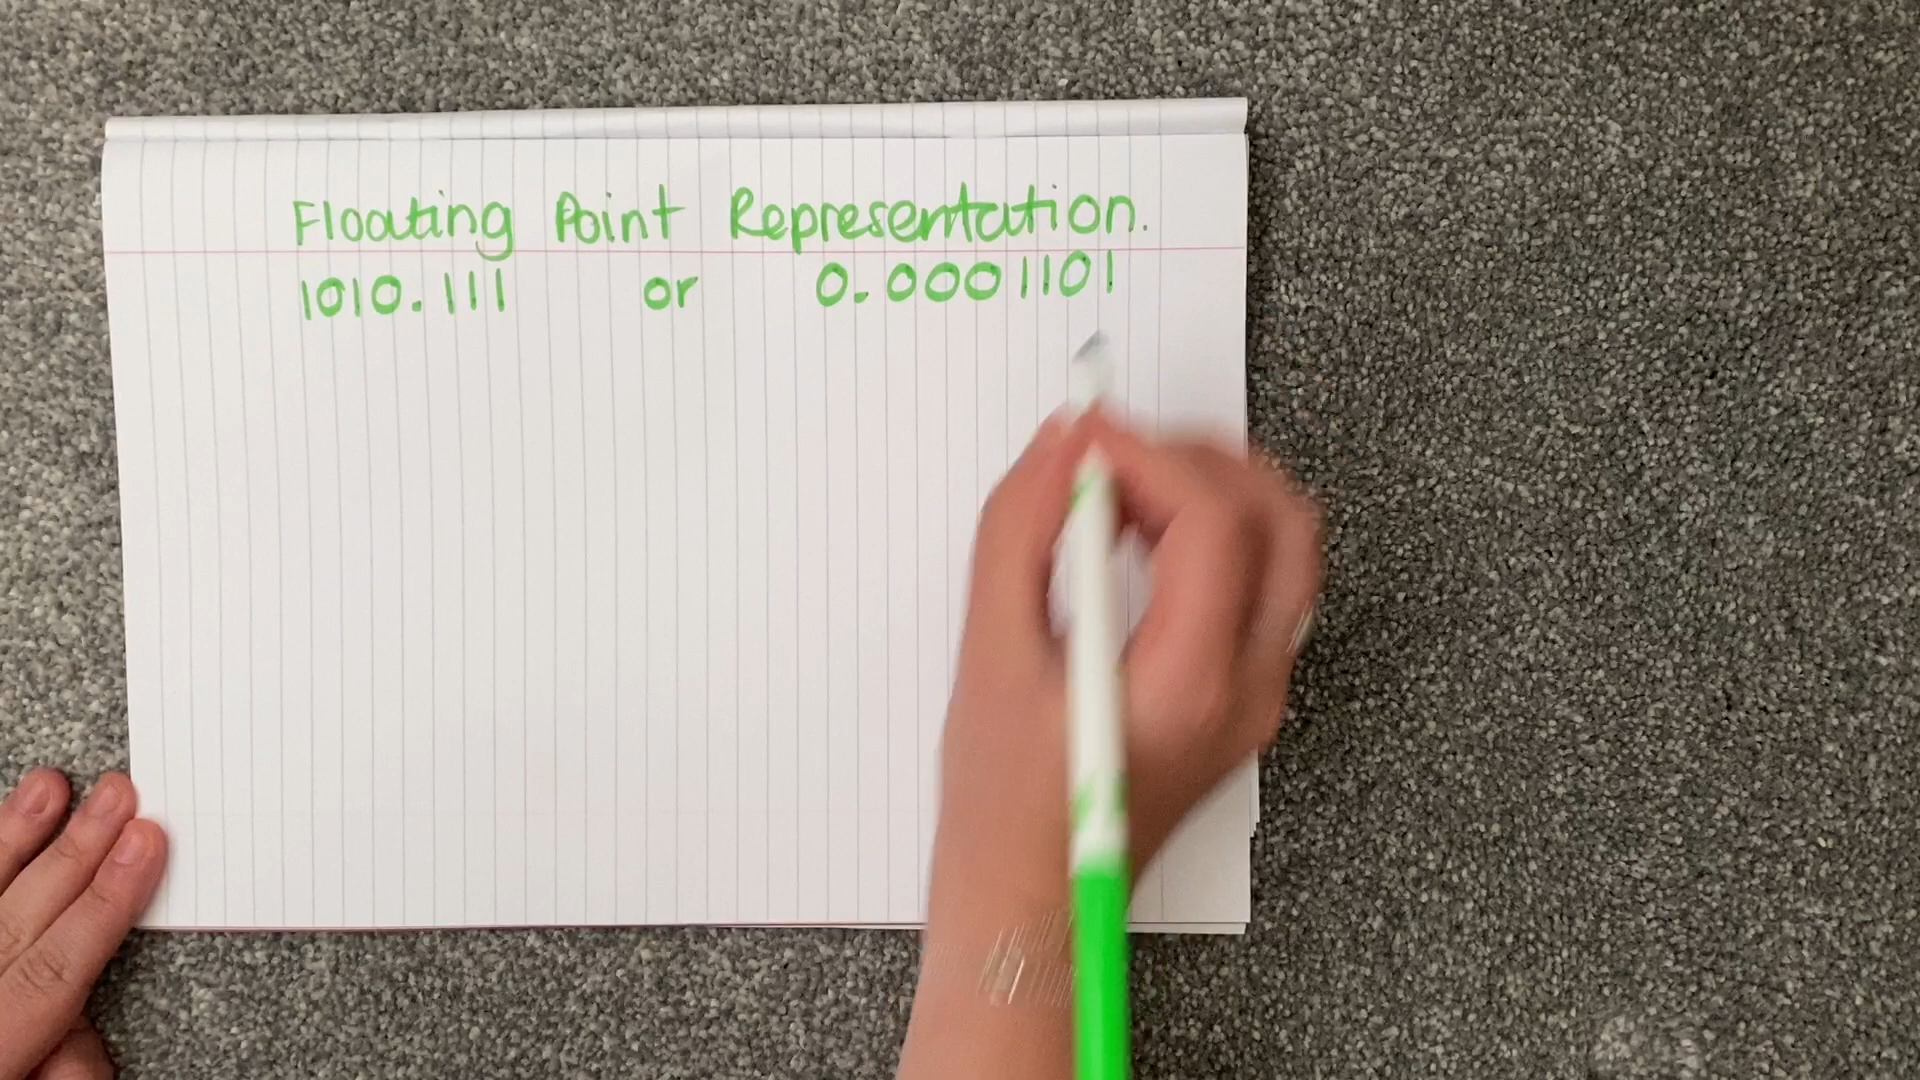 Floating Point Representation.
1010.111 or 0.0001101